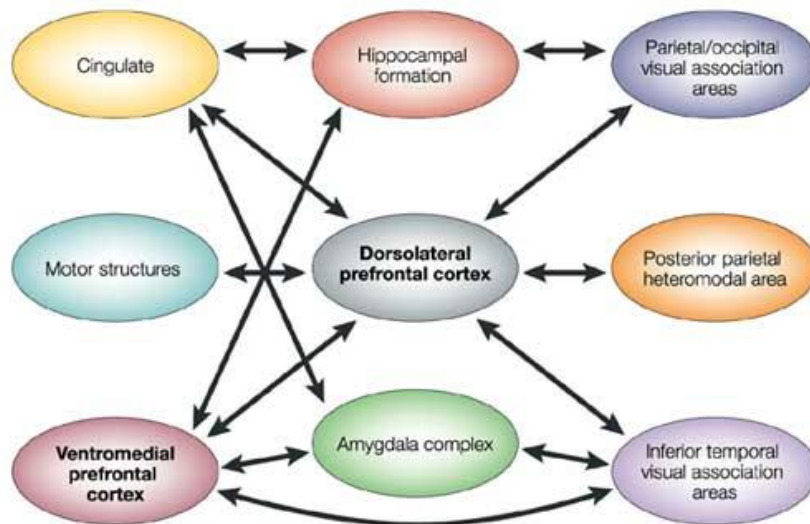 Cingulate
Hippocampal
formation
Parietal/occipital
visual association
areas
Motor structures
Dorsolateral
prefrontal cortex
Posterior parietal
heteromodal area
Ventromedial
prefrontal
cortex
Amygdala complex
Inferior temporal
visual association
areas